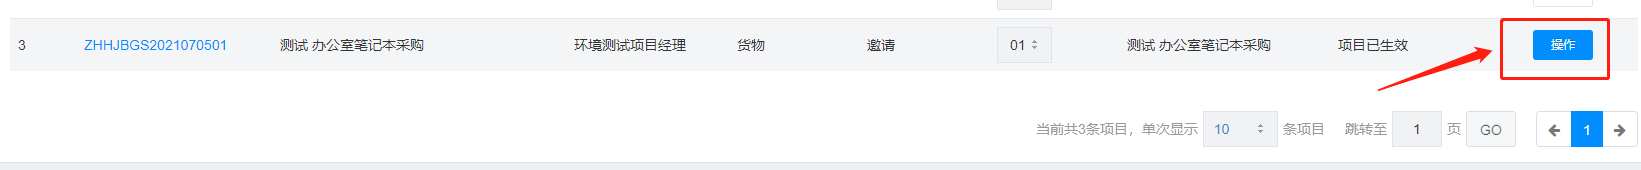 3 ZHHJBGS2021070501 测试 办公室笔记本采购 环境测试项目经理 货物 邀请 01 测试 办公室笔记本采购 项目已生效 操作
当前共3条项目，单次显示 10 条项目 跳转至 1 页 GO 1